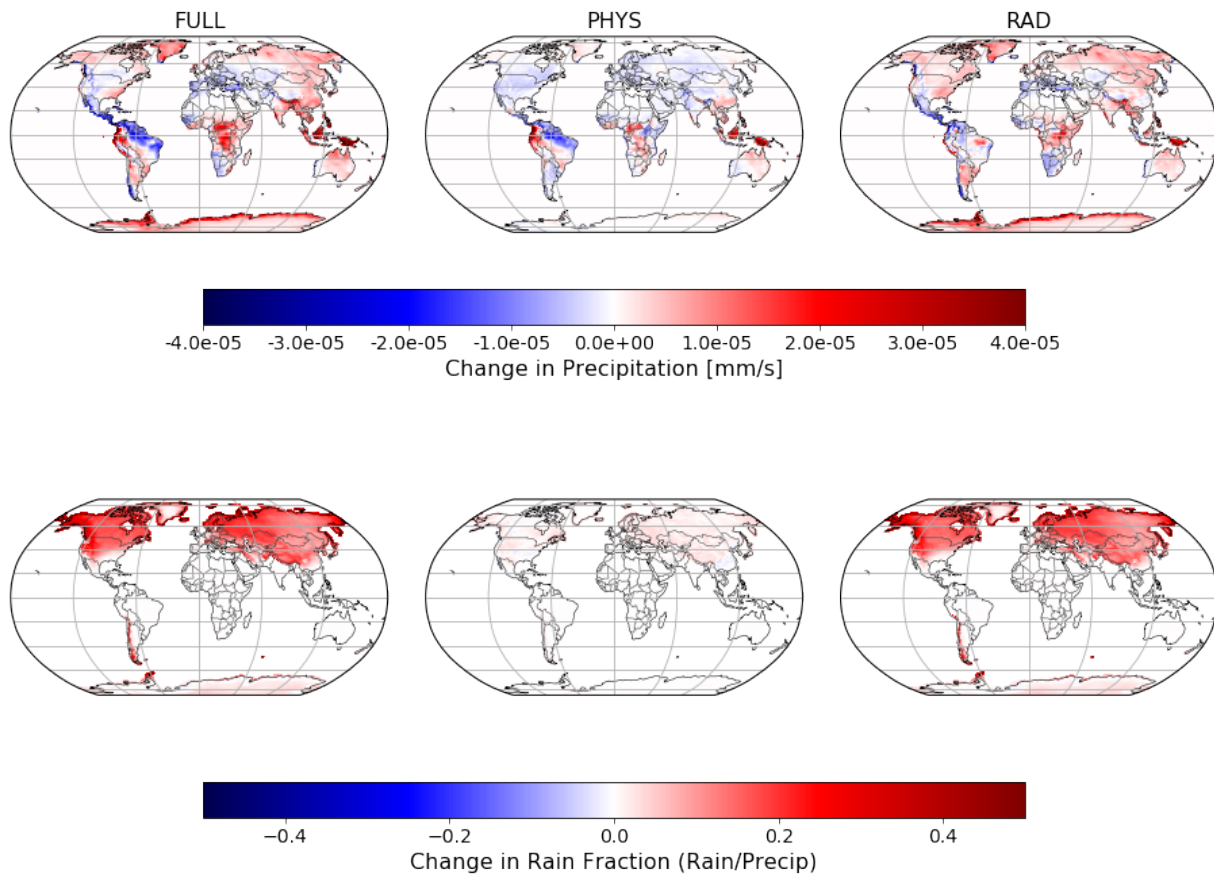 FULL PHYS RAD
-4.0e-05 -3.0e-05 -2.0e-05 -1.0e-05 0.0e+00 1.0e-05 2.0e-05 3.0e-05 4.0e-05
Change in Precipitation [mm/s]
−0.4 −0.2 0.0 0.2 0.4
Change in Rain Fraction (Rain/Precip)